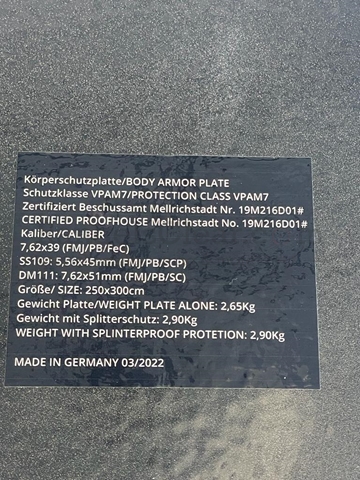 Körperschutzplatte/BODY ARMOR PLATE
Schutzklasse VPAM7/PROTECTION CLASS VPAM7
Zertifiziert Beschussamt Mellrichstadt Nr. 19M216D01#
CERTIFIED PROOFHOUSE Mellrichstadt No. 19M216D01#
Kaliber/CALIBER
7,62x39 (FMJ/PB/FeC)
SS109: 5,56x45mm (FMJ/PB/SCP)
DM111: 7,62x51mm (FMJ/PB/SC)
Größe/ SIZE: 250x300cm
Gewicht Platte/WEIGHT PLATE ALONE: 2,65Kg
Gewicht mit Splitterschutz: 2,90Kg
WEIGHT WITH SPLINTERPROOF PROTETION: 2,90Kg
MADE IN GERMANY 03/2022